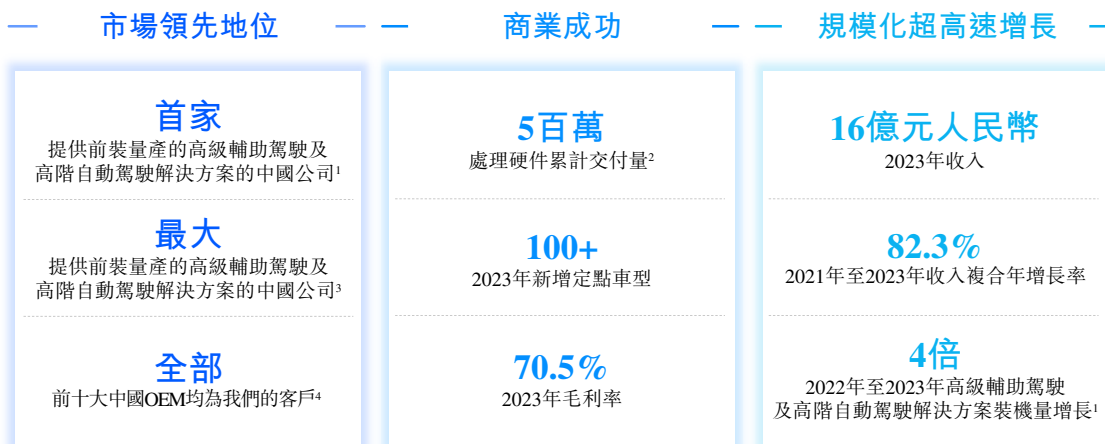 市場領先地位
首家
提供前裝量產的高級輔助駕駛及
高階自動駕駛解決方案的中國公司¹
最大
提供前裝量產的高級輔助駕駛及
高階自動駕駛解決方案的中國公司³
全部
前十大中國OEM均為我們的客戶⁴
商業成功
5百萬
處理硬件累計交付量²
100+
2023年新增定點車型
70.5%
2023年毛利率
規模化超高速增長
16億元人民幣
2023年收入
82.3%
2021年至2023年收入複合年增長率
4倍
2022年至2023年高級輔助駕駛
及高階自動駕駛解決方案裝機量增長¹